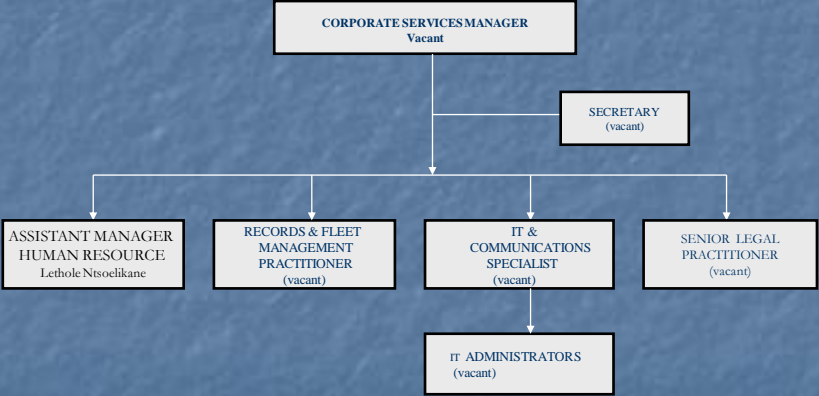 CORPORATE SERVICES MANAGER
Vacant
SECRETARY
(vacant)
ASSISTANT MANAGER
HUMAN RESOURCE
Lethole Ntsoelikane
RECORDS & FLEET
MANAGEMENT
PRACTITIONER
(vacant)
IT &
COMMUNICATIONS
SPECIALIST
(vacant)
SENIOR LEGAL
PRACTITIONER
(vacant)
IT ADMINISTRATORS
(vacant)